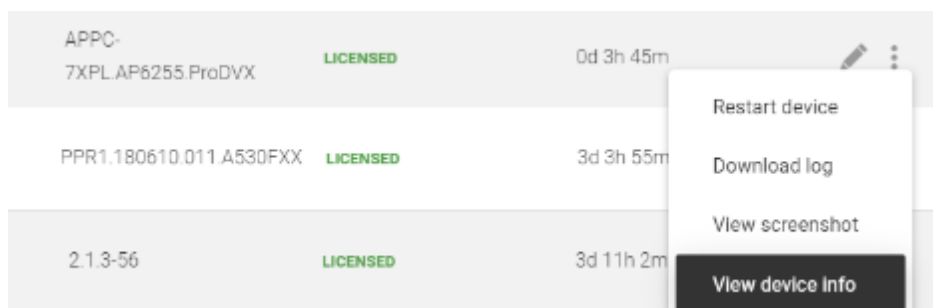 APPC-
7XPL.AP6255.ProDVX LICENSED 0d 3h 45m
Restart device
PPR1.180610.011.A530FXX LICENSED 3d 3h 55m
Download log
View screenshot
2.1.3-56 LICENSED 3d 11h 2m
View device info